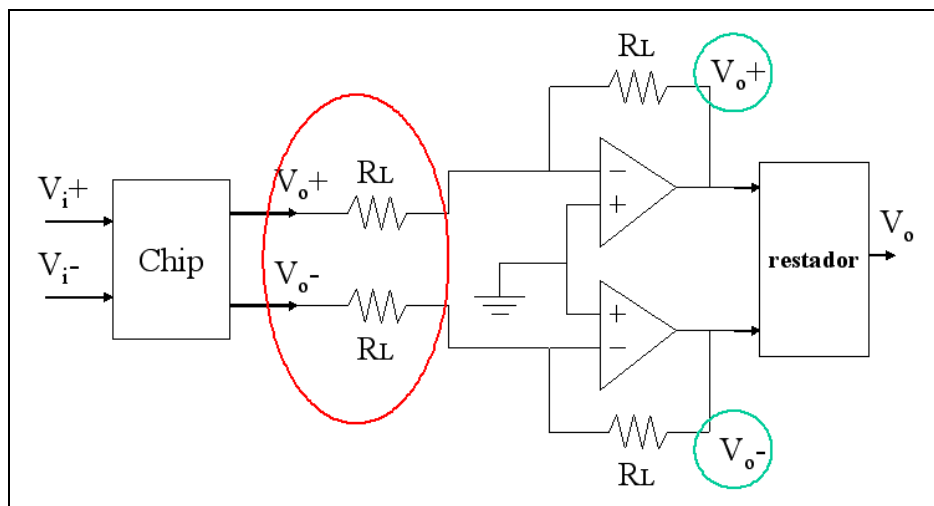 RL
Vo+
Vi+
Vo+
RL
−
+
Vo
Vi-
Chip
Vo-
restador
+
−
RL
RL
Vo-